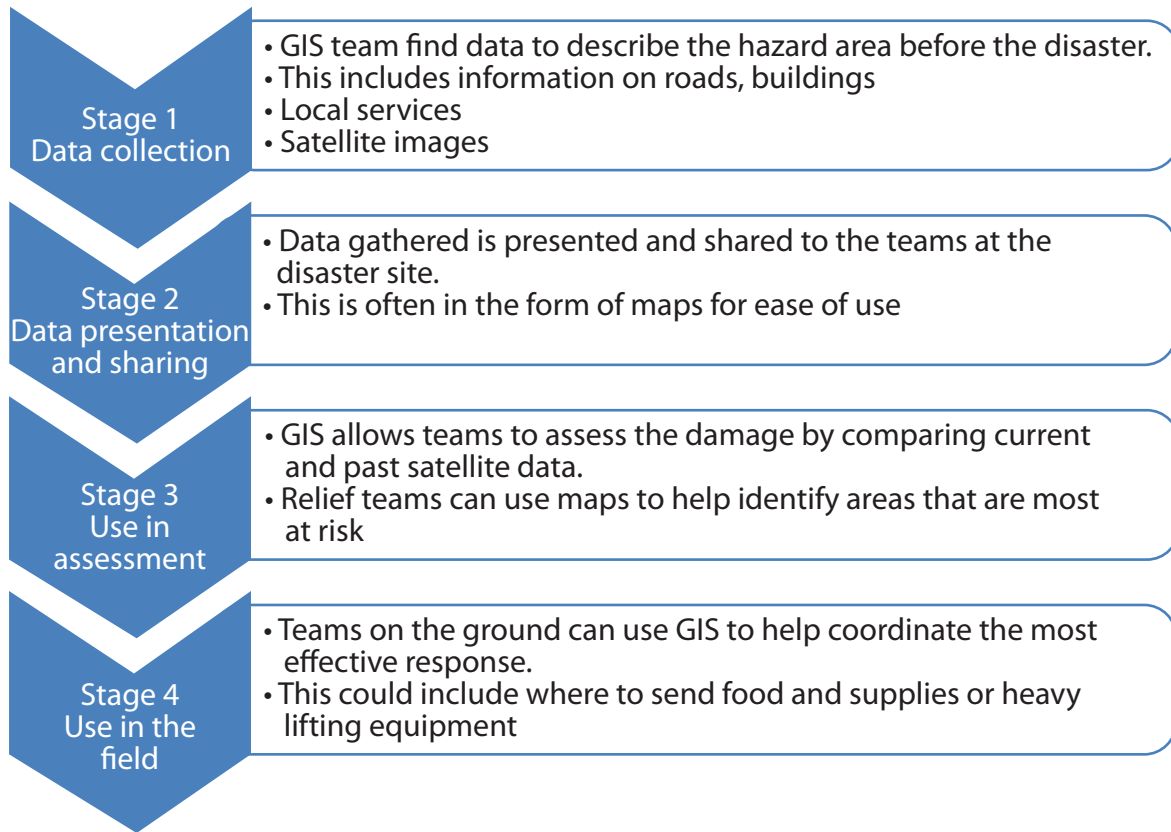 Stage 1
Data collection
• GIS team find data to describe the hazard area before the disaster.
• This includes information on roads, buildings
• Local services
• Satellite images
Stage 2
Data presentation
and sharing
• Data gathered is presented and shared to the teams at the
disaster site.
• This is often in the form of maps for ease of use
Stage 3
Use in
assessment
• GIS allows teams to assess the damage by comparing current
and past satellite data.
• Relief teams can use maps to help identify areas that are most
at risk
Stage 4
Use in the
field
• Teams on the ground can use GIS to help coordinate the most
effective response.
• This could include where to send food and supplies or heavy
lifting equipment